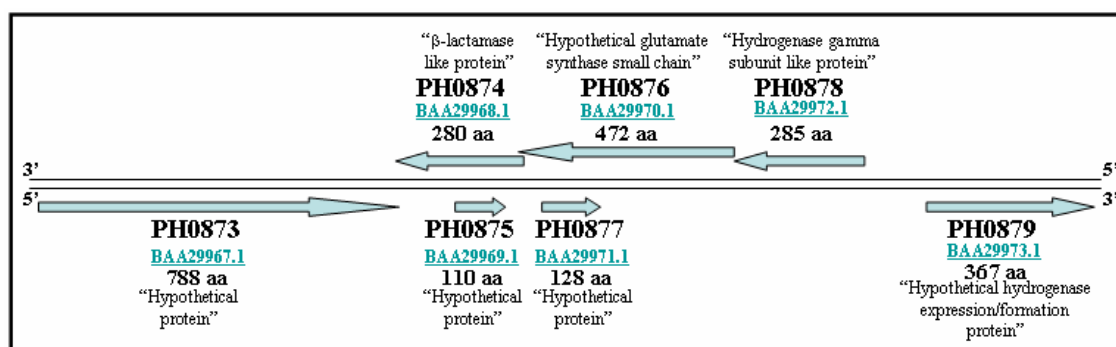 “β-lactamase
like protein”
PH0874
BAA29968.1
280 aa
“Hypothetical glutamate
synthase small chain”
PH0876
BAA29970.1
472 aa
“Hydrogenase gamma
subunit like protein”
PH0878
BAA29972.1
285 aa
3’
5’
5’
3’
PH0873
BAA29967.1
788 aa
“Hypothetical
protein”
PH0875
BAA29969.1
110 aa
“Hypothetical
protein”
PH0877
BAA29971.1
128 aa
“Hypothetical
protein”
PH0879
BAA29973.1
367 aa
“Hypothetical hydrogenase
expression/formation
protein”